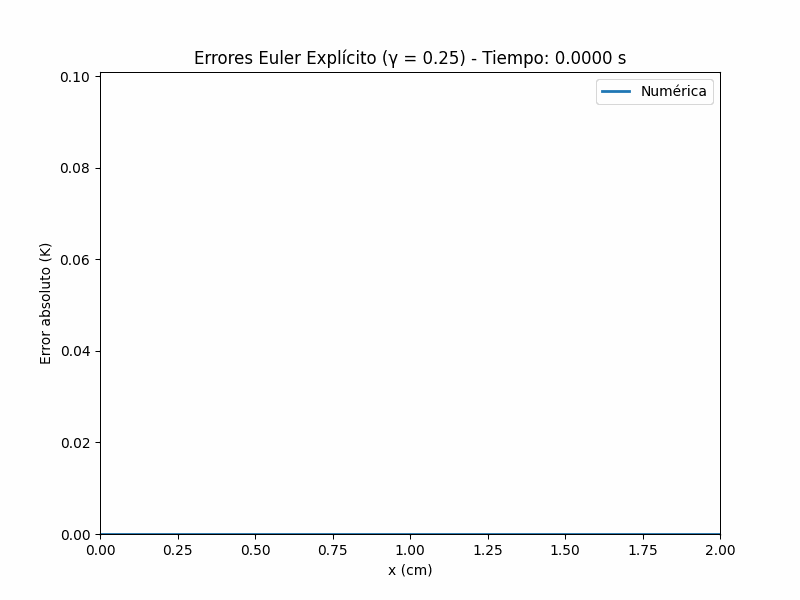 Errores Euler Explícito (γ = 0.25) - Tiempo: 0.0000 s
Numérica
Error absoluto (K)
0.10
0.08
0.06
0.04
0.02
0.00
0.00 0.25 0.50 0.75 1.00 1.25 1.50 1.75 2.00
x (cm)